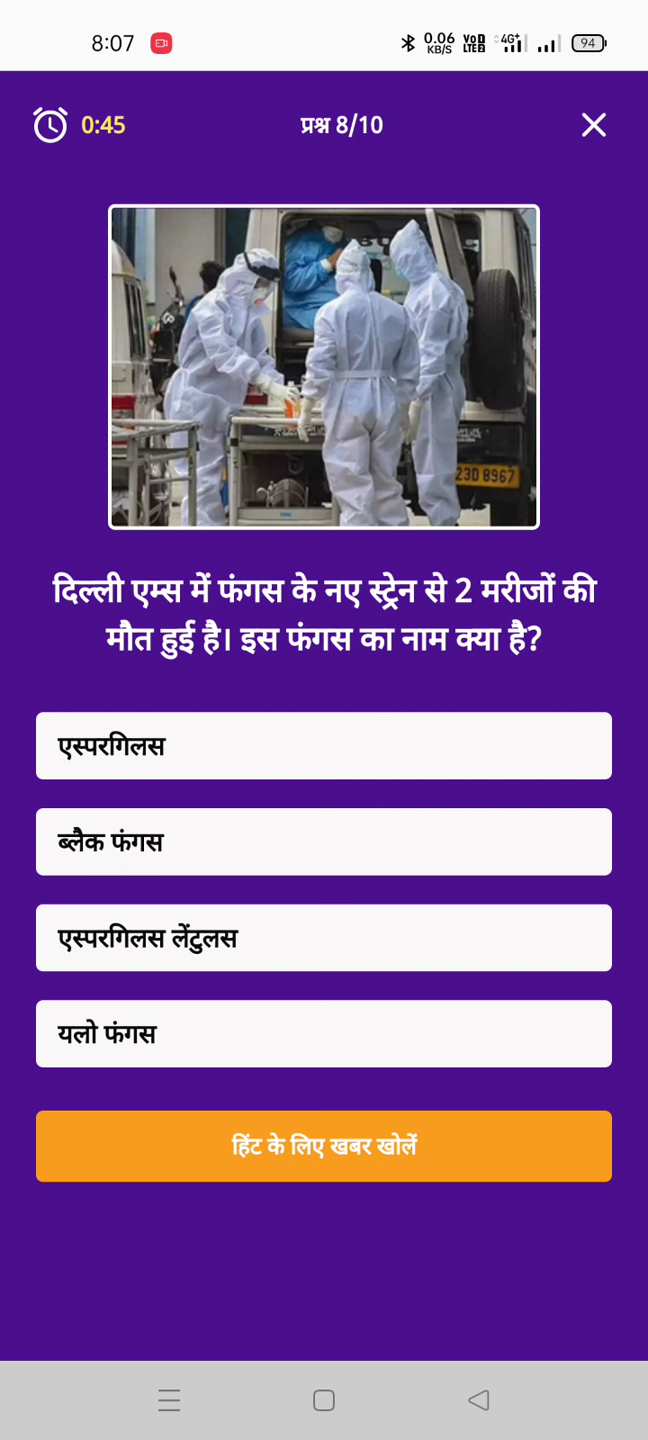 8:07
0.06
KB/S
Vo
LTE
4G+
94
0:45
प्रश्न 8/10
23D 8967
दिल्ली एम्स में फंगस के नए स्ट्रेन से 2 मरीजों की
मौत हुई है। इस फंगस का नाम क्या है?
एस्परगिलस
ब्लैक फंगस
एस्परगिलस लेंटुलस
यलो फंगस
हिंट के लिए खबर खोलें